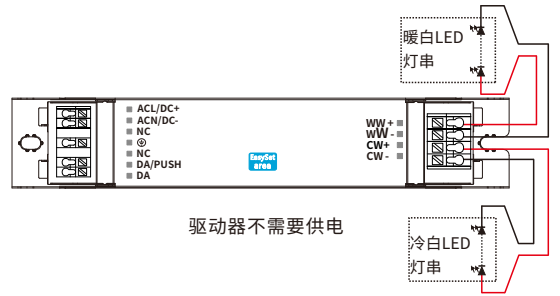 暖白LED
灯串
ACL/DC+
ACN/DC-
NC
NC
DA/PUSH
DA
EasySet
area
WW+
WW-
CW+
CW-
驱动器不需要供电
冷白LED
灯串